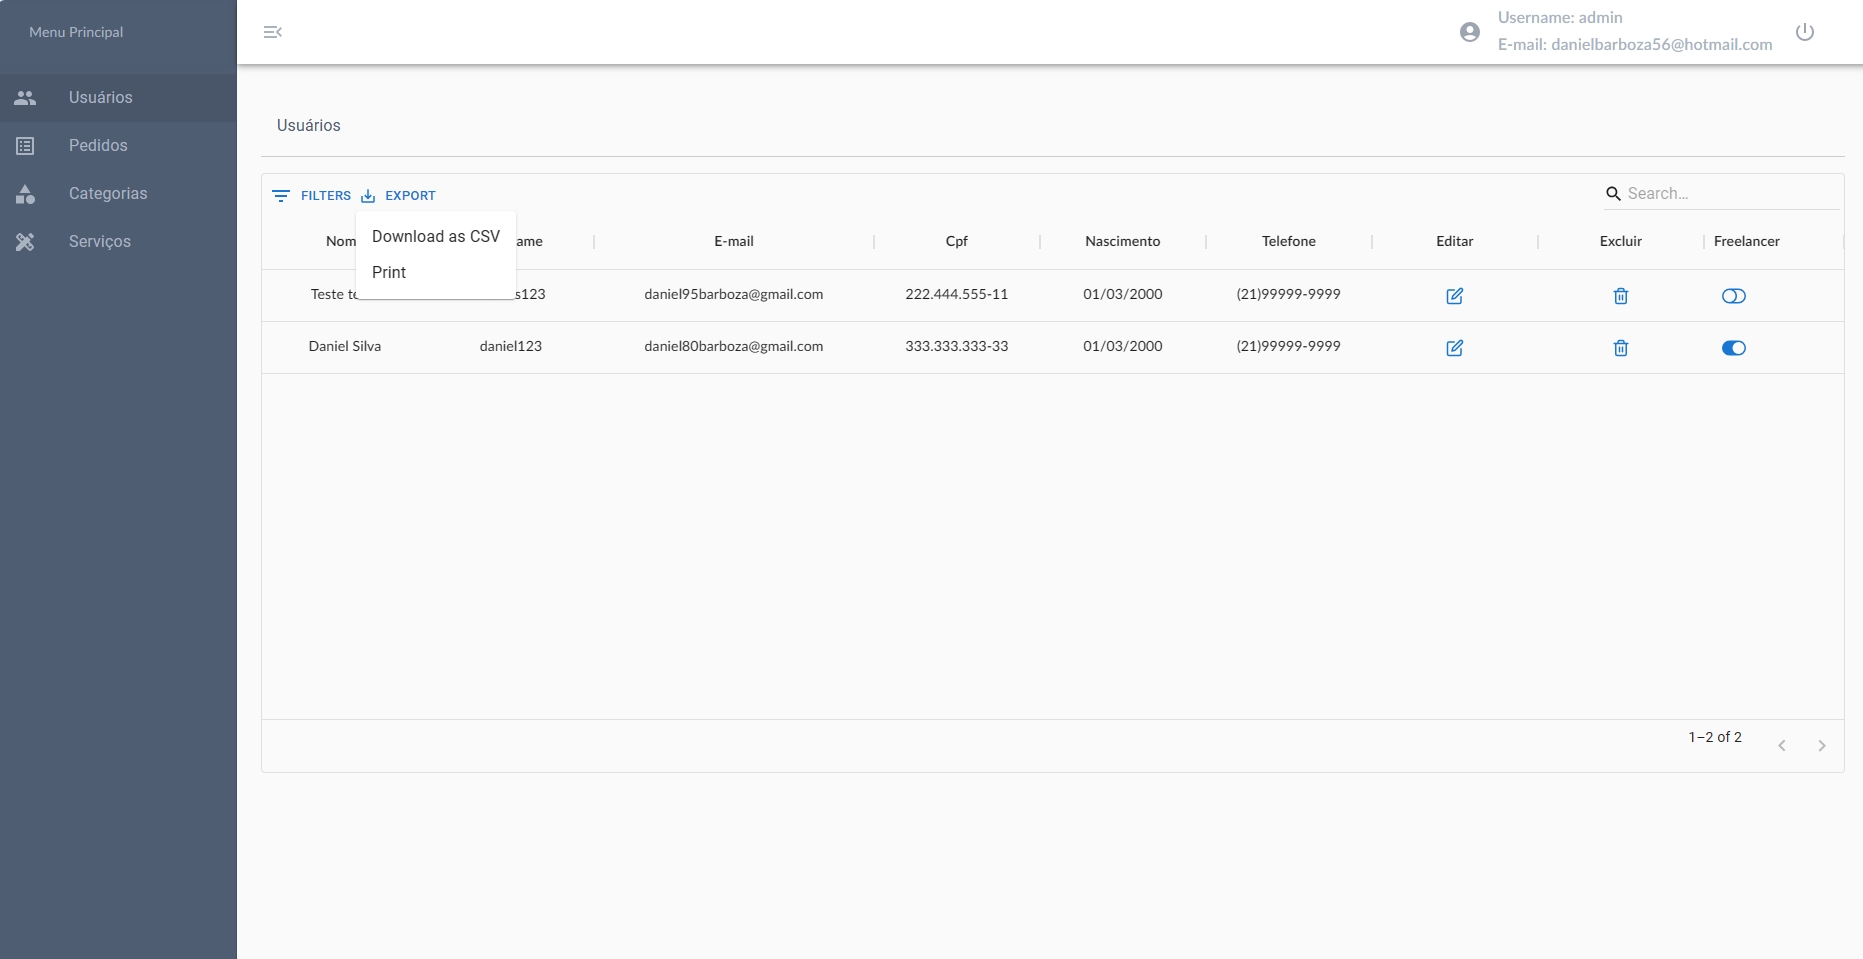 Menu Principal
Username: admin
E-mail: danielbarboza56@hotmail.com
Usuários
Pedidos
Categorias
Serviços
Usuários
FILTERS EXPORT
Search...
Download as CSV
Print
Nom ame E-mail Cpf Nascimento Telefone Editar Excluir Freelancer
Teste te s123 daniel95barboza@gmail.com 222.444.555-11 01/03/2000 (21)99999-9999
Daniel Silva daniel123 daniel80barboza@gmail.com 333.333.333-33 01/03/2000 (21)99999-9999
1–2 of 2